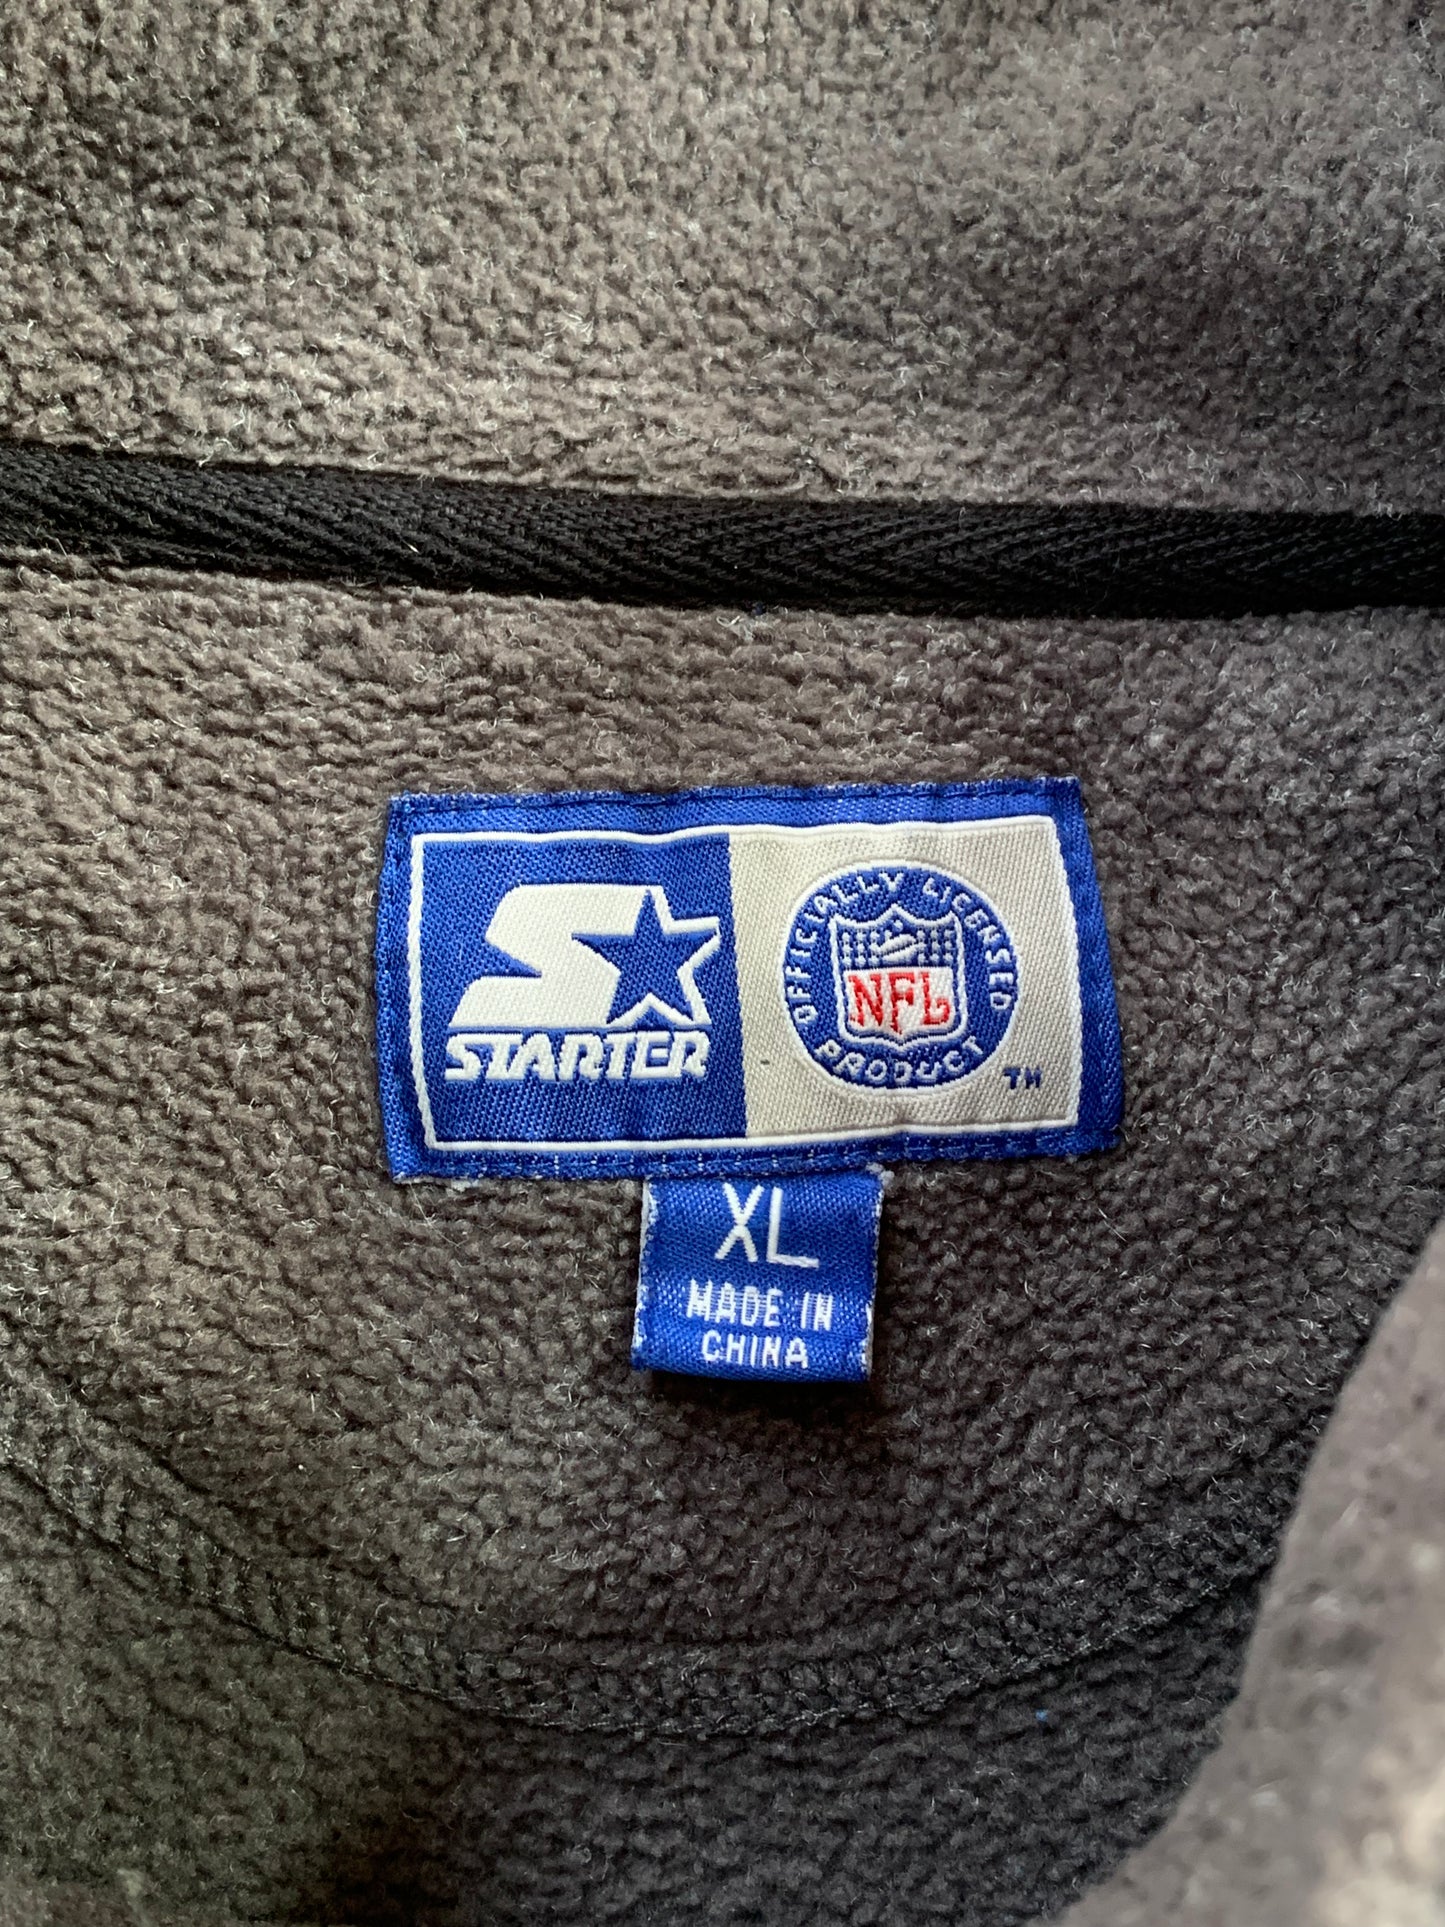 STARTER
OFFICIALLY LICENSED
NFL
PRODUCT
TM
XL
MADE IN
CHINA